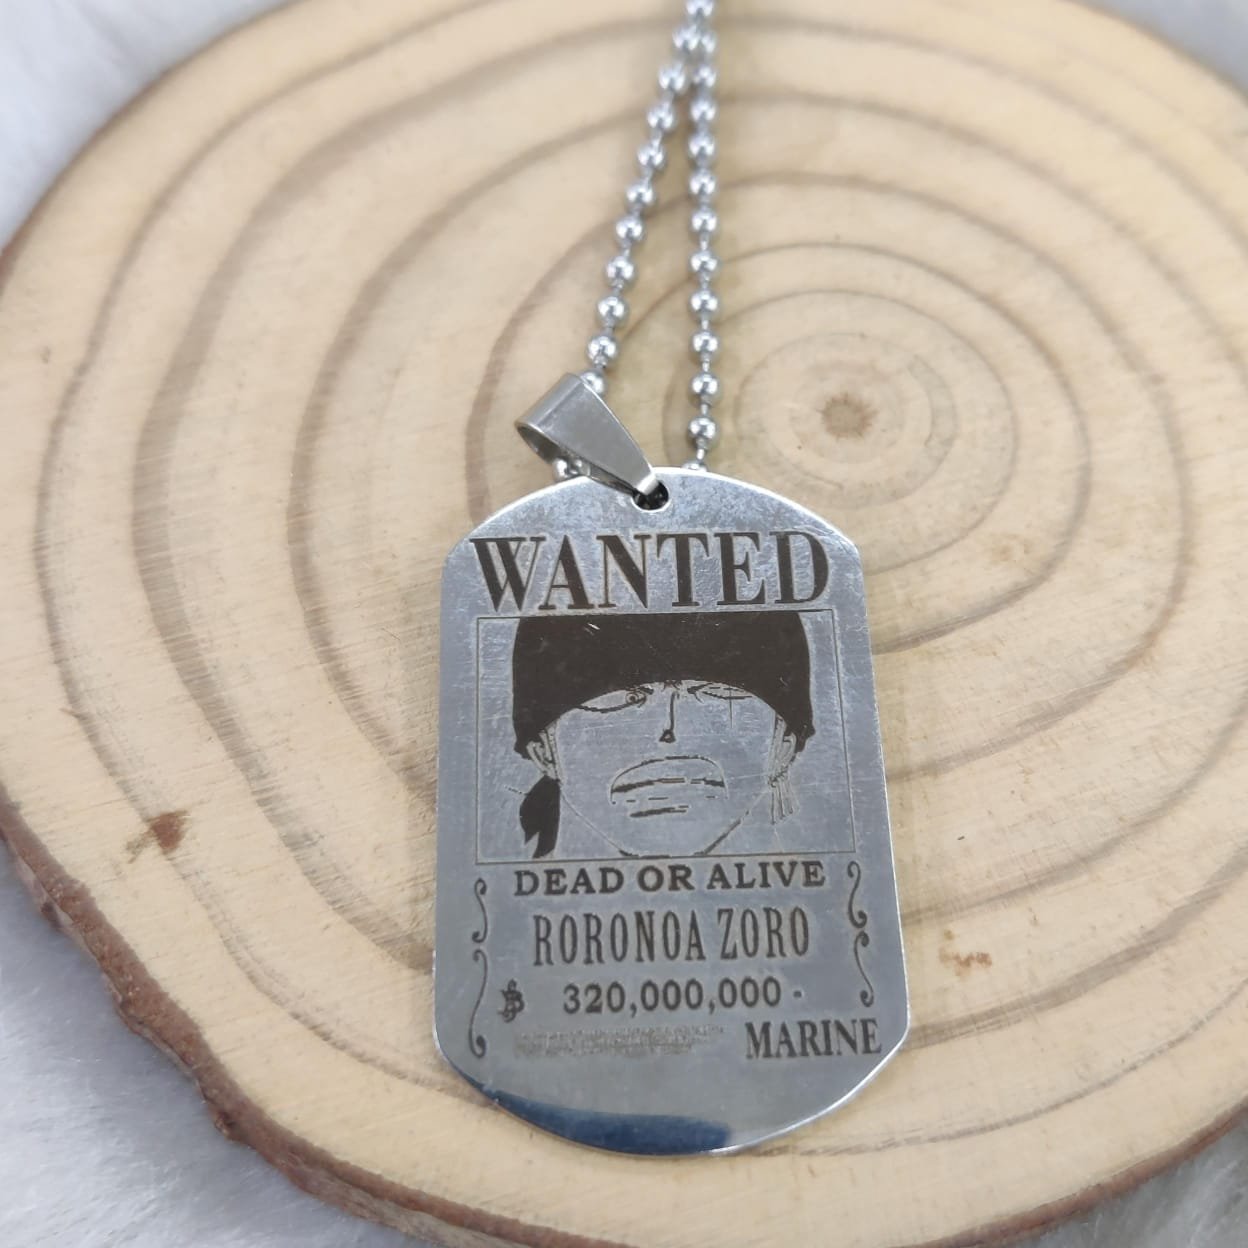 WANTED
DEAD OR ALIVE
RORONOA ZORO
฿ 320,000,000 -
MARINE